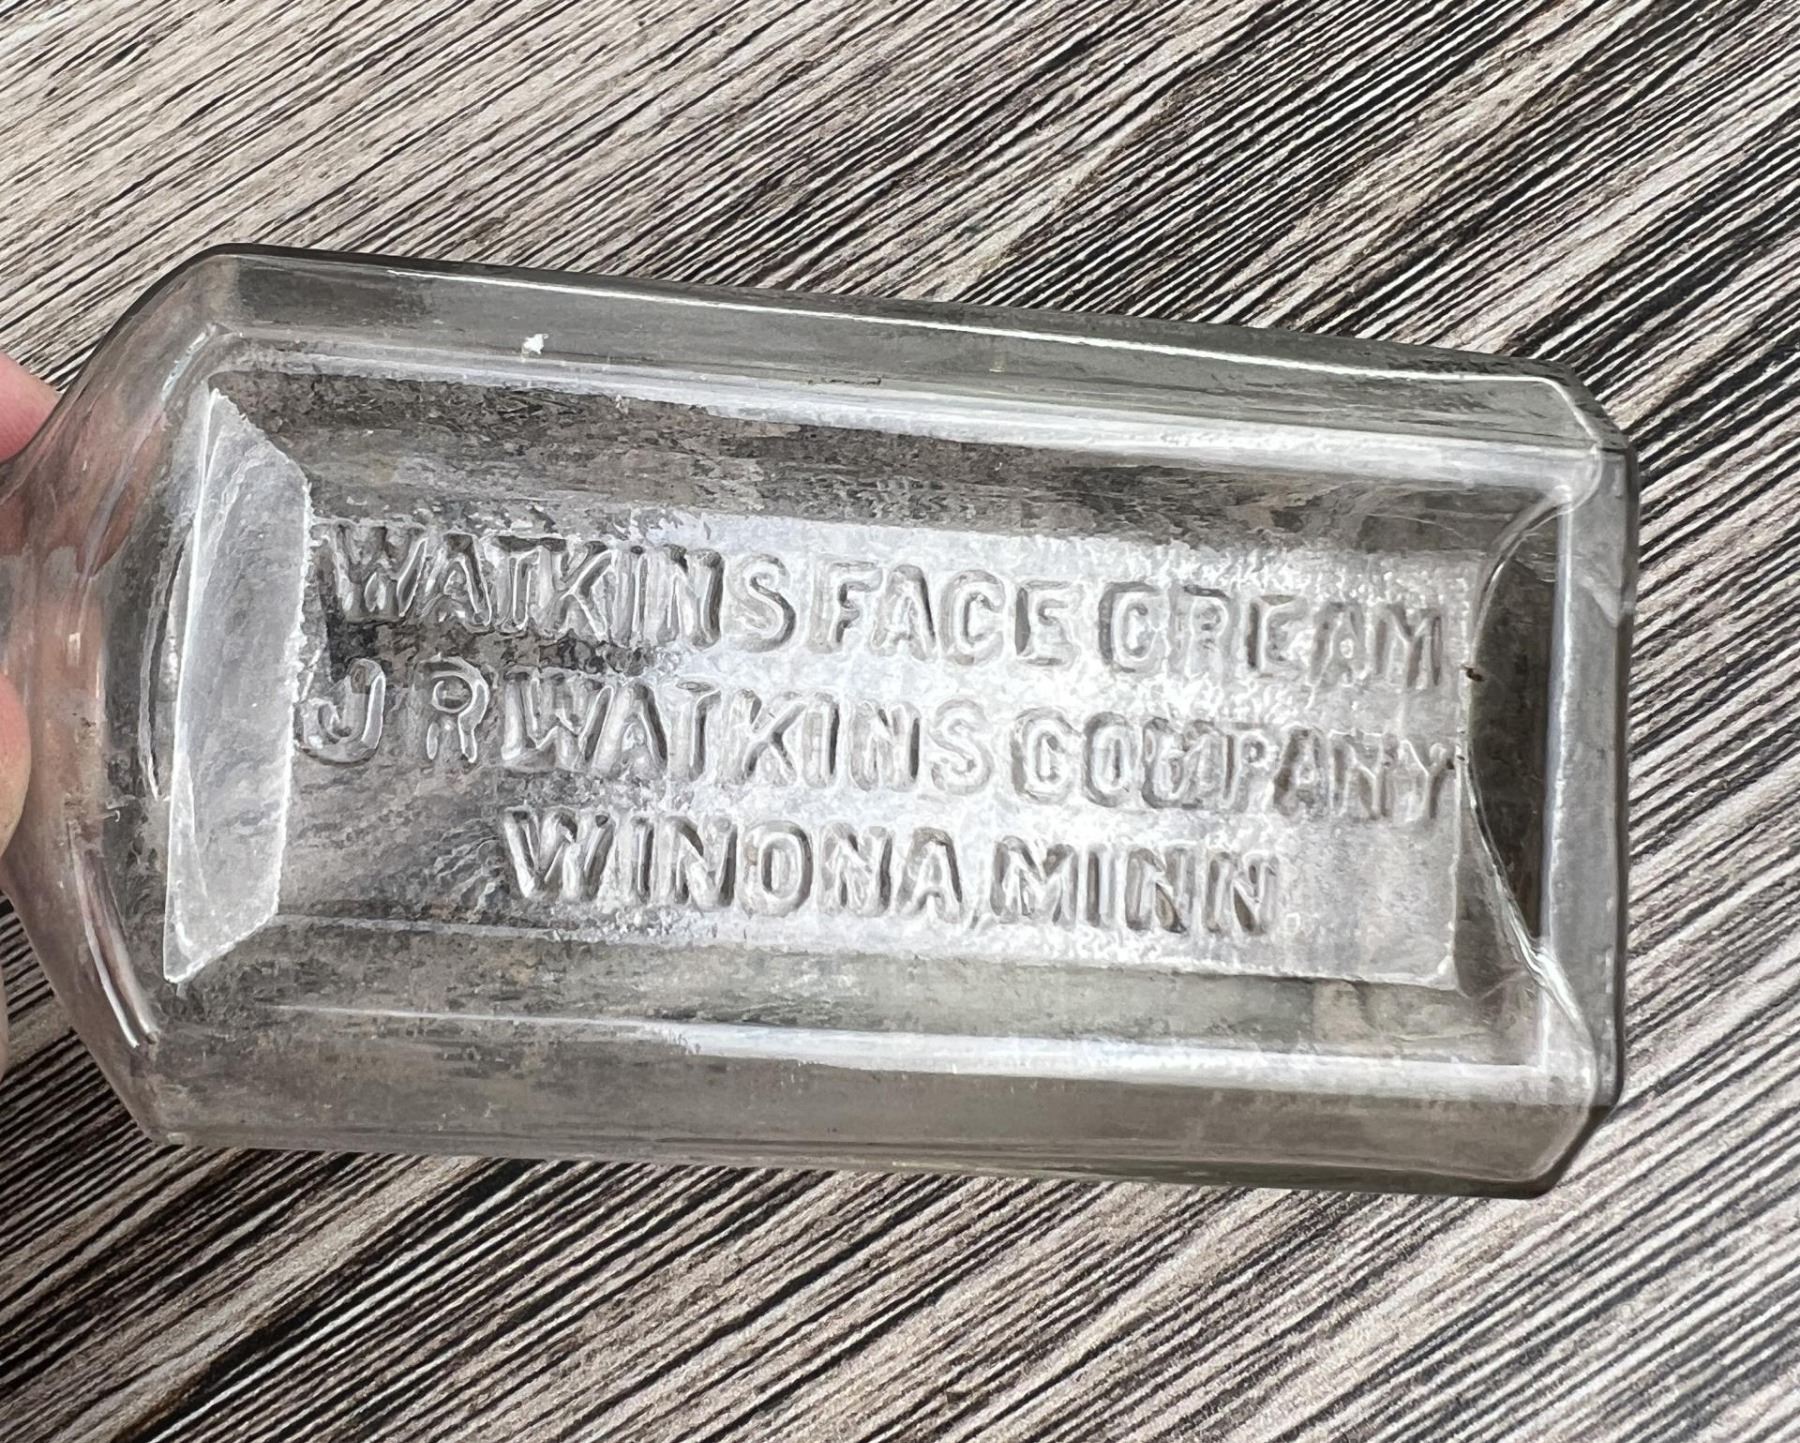 WATKINS FACE CREAM
J R WATKINS COMPANY
WINONA MINN